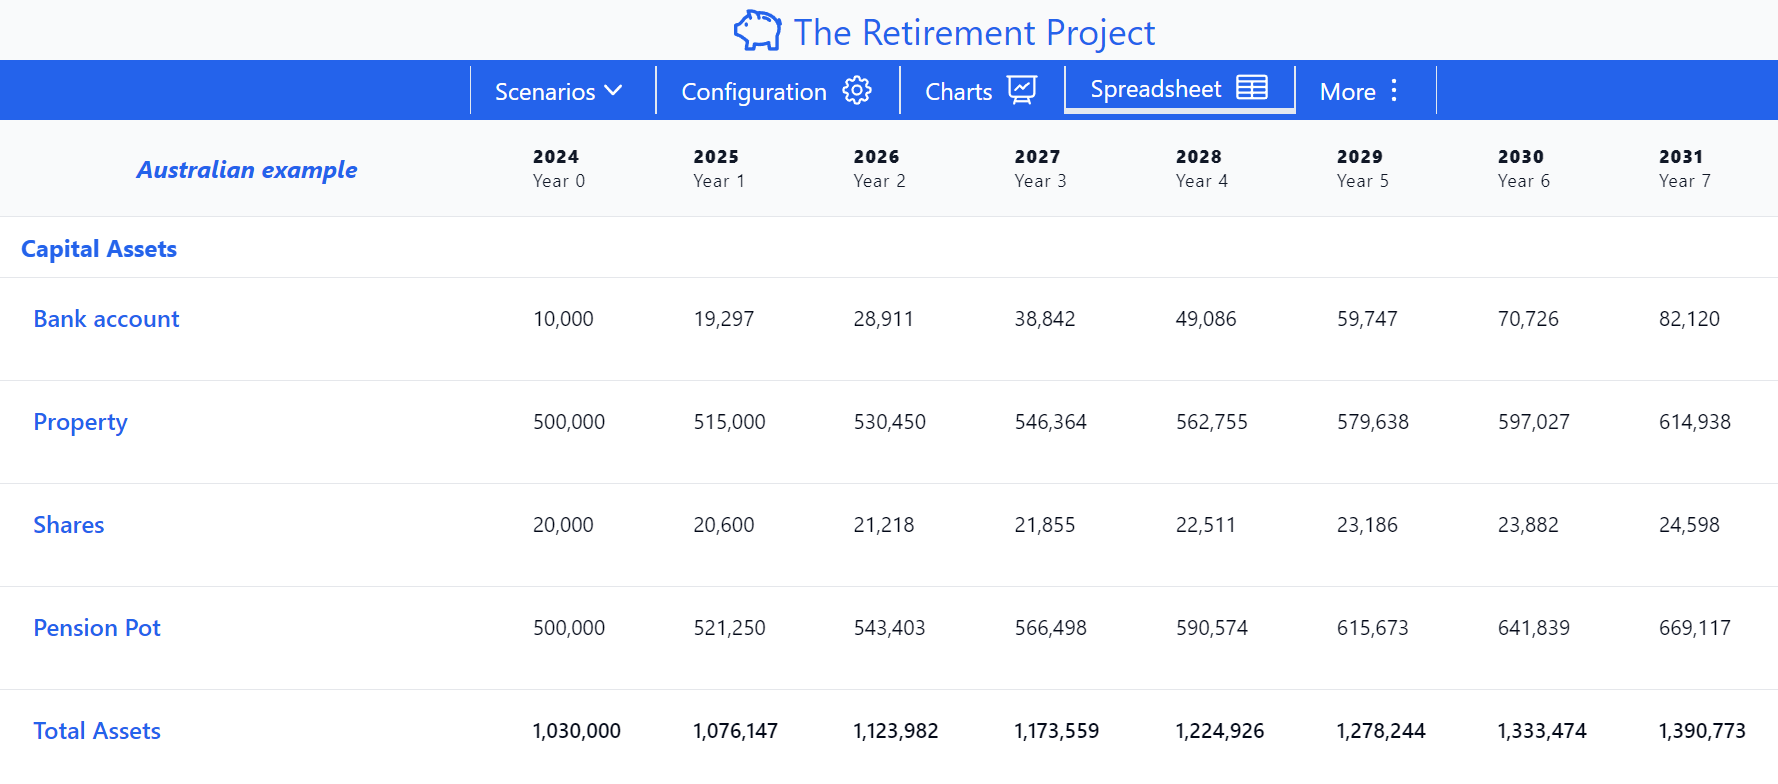 The Retirement Project
Scenarios Configuration Charts Spreadsheet More
Australian example 2024 2025 2026 2027 2028 2029 2030 2031
Year 0 Year 1 Year 2 Year 3 Year 4 Year 5 Year 6 Year 7
Capital Assets
Bank account 10,000 19,297 28,911 38,842 49,086 59,747 70,726 82,120
Property 500,000 515,000 530,450 546,364 562,755 579,638 597,027 614,938
Shares 20,000 20,600 21,218 21,855 22,511 23,186 23,882 24,598
Pension Pot 500,000 521,250 543,403 566,498 590,574 615,673 641,839 669,117
Total Assets 1,030,000 1,076,147 1,123,982 1,173,559 1,224,926 1,278,244 1,333,474 1,390,773